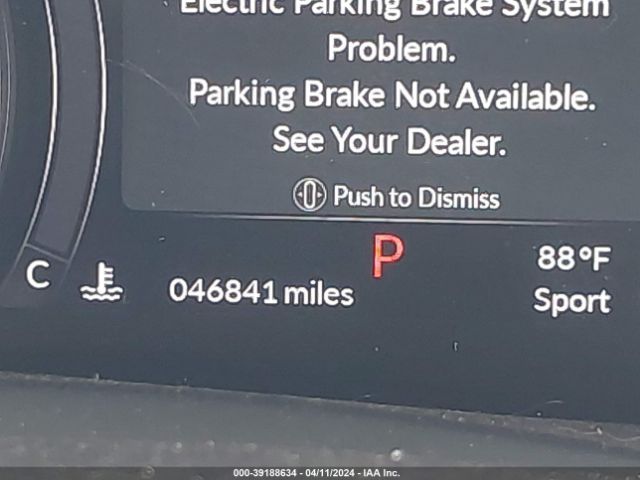 Electric Parking Brake System
Problem.
Parking Brake Not Available.
See Your Dealer.
Push to Dismiss
P
88°F
C
046841 miles
Sport
000-39188634 - 04/11/2024 - IAA Inc.